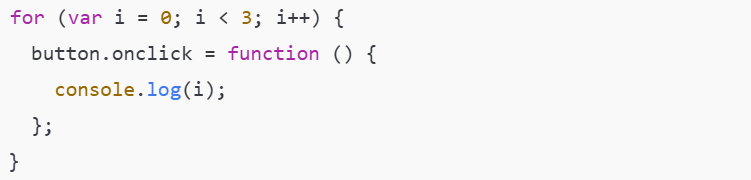 for (var i = 0; i < 3; i++) {
  button.onclick = function () {
    console.log(i);
  };
}